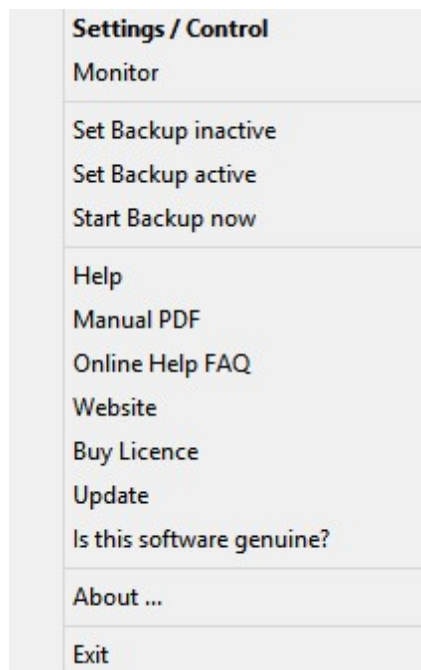 Settings / Control
Monitor
Set Backup inactive
Set Backup active
Start Backup now
Help
Manual PDF
Online Help FAQ
Website
Buy Licence
Update
Is this software genuine?
About ...
Exit